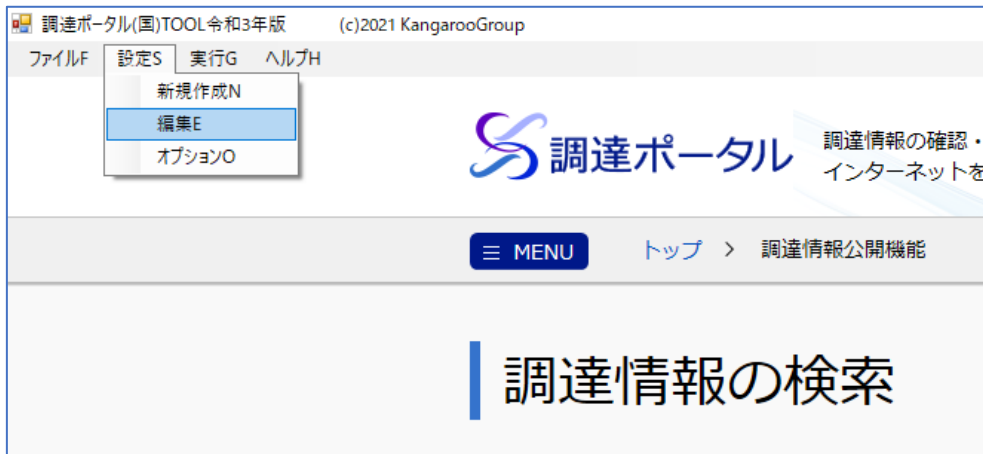 調達ポータル(国)TOOL令和3年版 (c)2021 KangarooGroup
ファイルF 設定S 実行G ヘルプH
新規作成N
編集E
オプションO
調達ポータル
調達情報の確認・
インターネットを
≡ MENU トップ > 調達情報公開機能
調達情報の検索